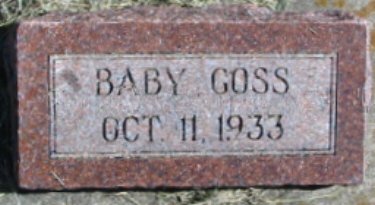 BABY GOSS
OCT. 11, 1933